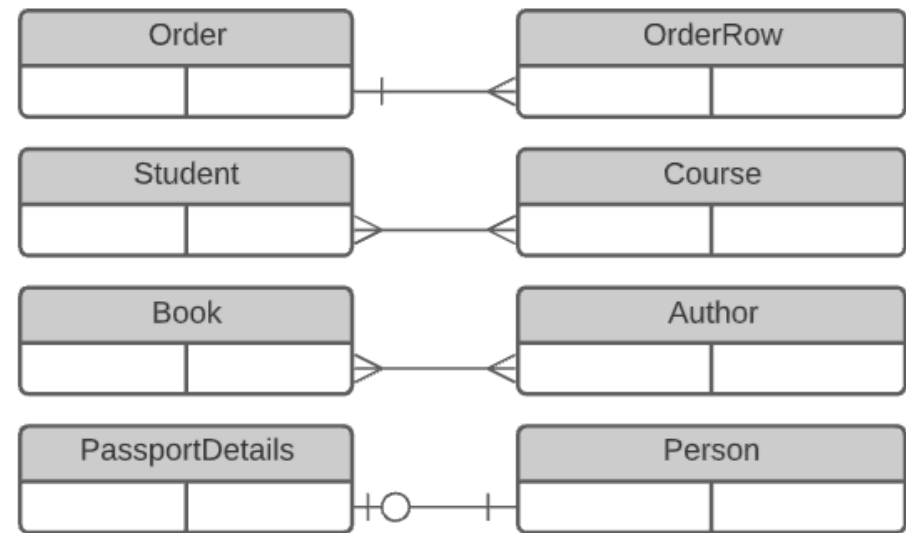 Order
OrderRow
Student
Course
Book
Author
PassportDetails
Person